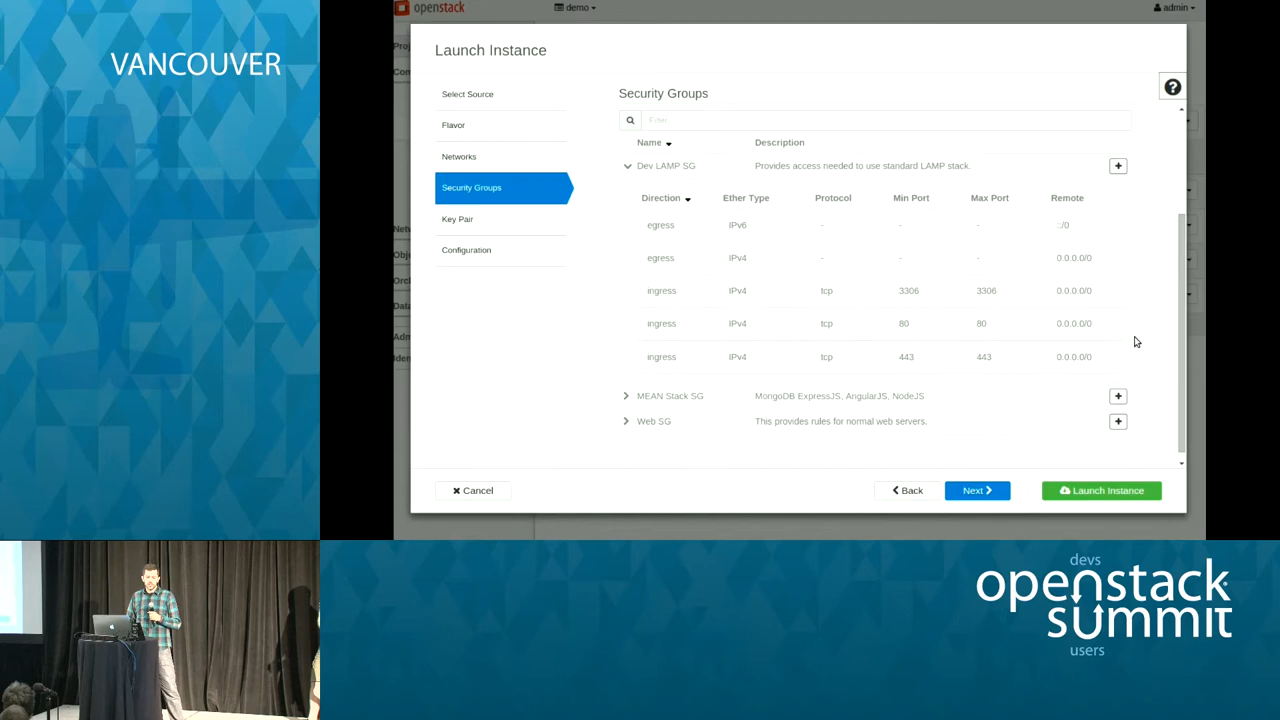 VANCOUVER
openstack
demo
admin
Launch Instance
Select Source
Flavor
Networks
Security Groups
Key Pair
Configuration
Security Groups
Filter
Name Description
Dev LAMP SG Provides access needed to use standard LAMP stack.
Direction Ether Type Protocol Min Port Max Port Remote
egress IPv6 - - - ::/0
egress IPv4 - - - 0.0.0.0/0
ingress IPv4 tcp 3306 3306 0.0.0.0/0
ingress IPv4 tcp 80 80 0.0.0.0/0
ingress IPv4 tcp 443 443 0.0.0.0/0
MEAN Stack SG MongoDB ExpressJS, AngularJS, NodeJS
Web SG This provides rules for normal web servers.
Cancel
Back
Next
Launch Instance
devs
openstack
summit
users